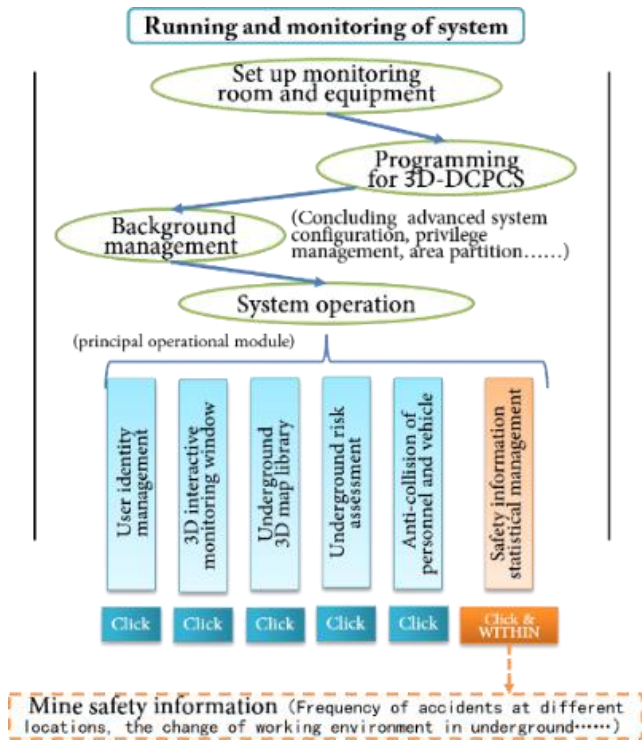 Running and monitoring of system
Set up monitoring
room and equipment
Programming
for 3D-DCPCS
Background
management
(Concluding advanced system
configuration, privilege
management, area partition……)
System operation
(principal operational module)
User identity
management
3D interactive
monitoring window
Underground
3D map library
Underground risk
assessment
Anti-collision of
personnel and vehicle
Safety information
statistical management
Click
Click
Click
Click
Click
Click &
WITHIN
Mine safety information (Frequency of accidents at different
locations, the change of working environment in underground……)